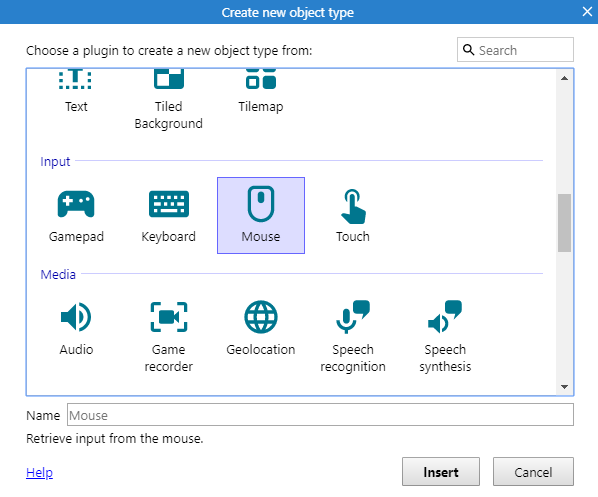 Create new object type
Choose a plugin to create a new object type from:
Search
Text
Tiled
Background
Tilemap
Input
Gamepad
Keyboard
Mouse
Touch
Media
Audio
Game
recorder
Geolocation
Speech
recognition
Speech
synthesis
Name
Mouse
Retrieve input from the mouse.
Help
Insert
Cancel